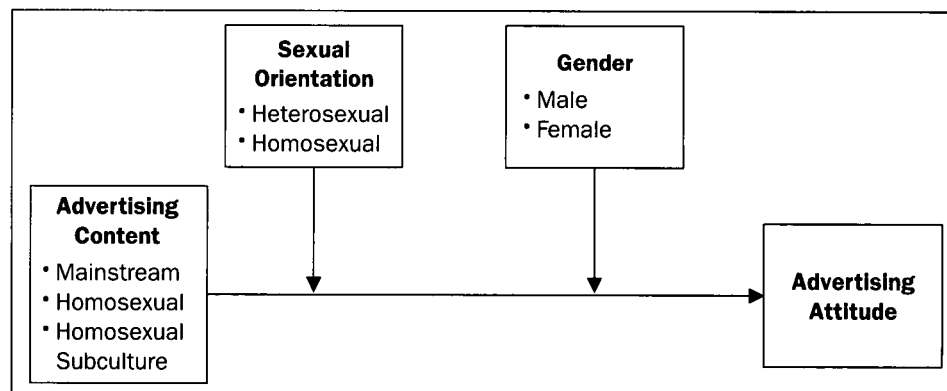 Sexual
Orientation
• Heterosexual
• Homosexual
Gender
• Male
• Female
Advertising
Content
• Mainstream
• Homosexual
• Homosexual
Subculture
Advertising
Attitude